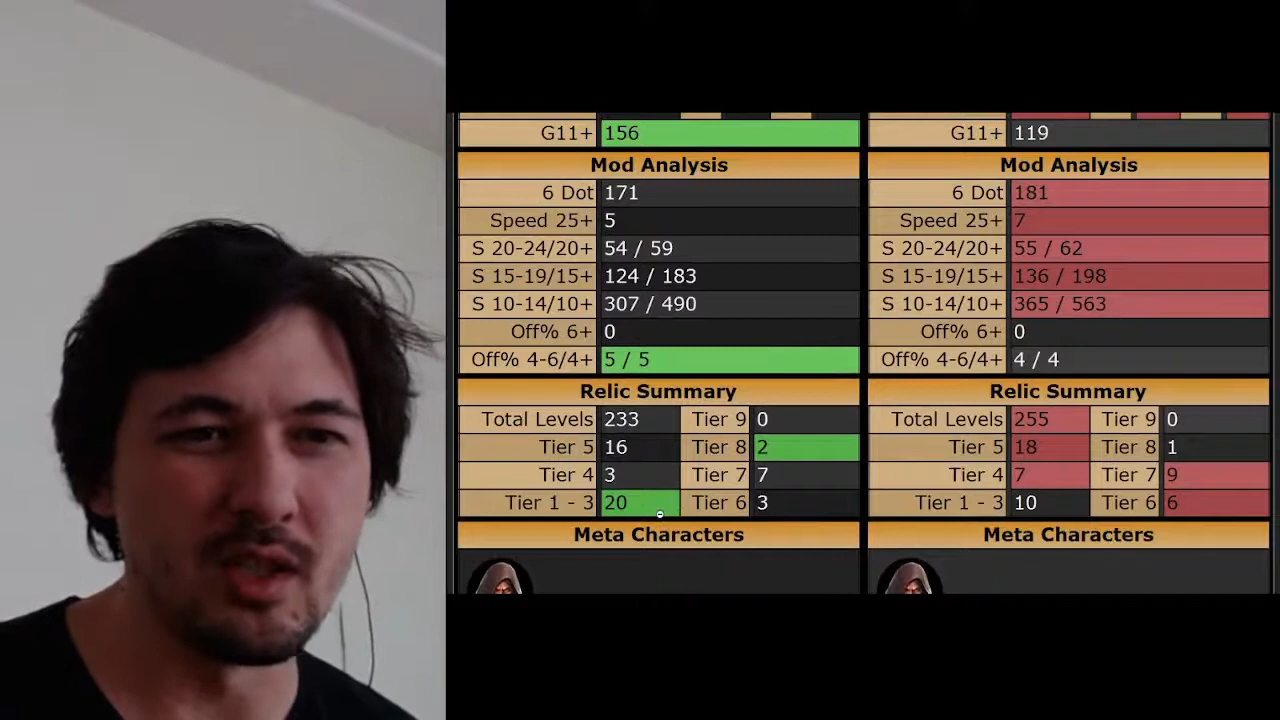 G11+ 156 G11+ 119
Mod Analysis Mod Analysis
6 Dot 171 6 Dot 181
Speed 25+ 5 Speed 25+ 7
S 20-24/20+ 54 / 59 S 20-24/20+ 55 / 62
S 15-19/15+ 124 / 183 S 15-19/15+ 136 / 198
S 10-14/10+ 307 / 490 S 10-14/10+ 365 / 563
Off% 6+ 0 Off% 6+ 0
Off% 4-6/4+ 5 / 5 Off% 4-6/4+ 4 / 4
Relic Summary Relic Summary
Total Levels 233 Tier 9 0 Total Levels 255 Tier 9 0
Tier 5 16 Tier 8 2 Tier 5 18 Tier 8 1
Tier 4 3 Tier 7 7 Tier 4 7 Tier 7 9
Tier 1 - 3 20 Tier 6 3 Tier 1 - 3 10 Tier 6 6
Meta Characters Meta Characters